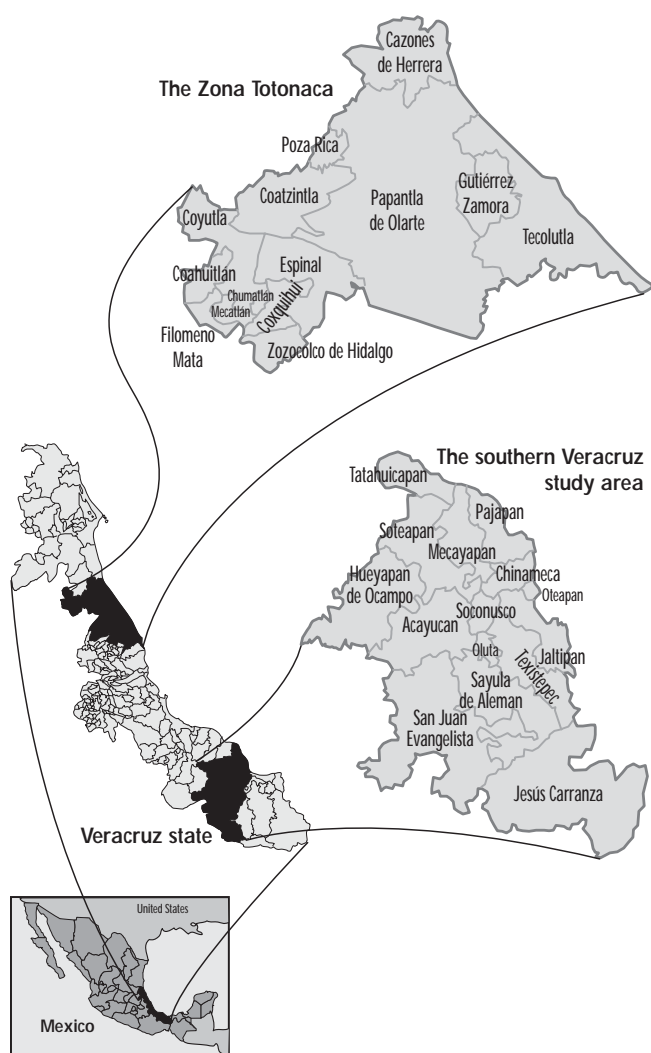 Cazones
de Herrera
The Zona Totonaca
Poza Rica
Coatzintla
Papantla
de Olarte
Gutiérrez
Zamora
Coyutla
Tecolutla
Coahuitlán
Espinal
Chumatlán
Mecatlán
Coxquihui
Filomeno
Mata
Zozocolco de Hidalgo
The southern Veracruz
study area
Tatahuicapan
Pajapan
Soteapan
Mecayapan
Hueyapan
de Ocampo
Chinameca
Oteapan
Soconusco
Acayucan
Oluta
Texistepec
Jaltipan
Sayula
de Aleman
San Juan
Evangelista
Jesús Carranza
Veracruz state
United States
Mexico